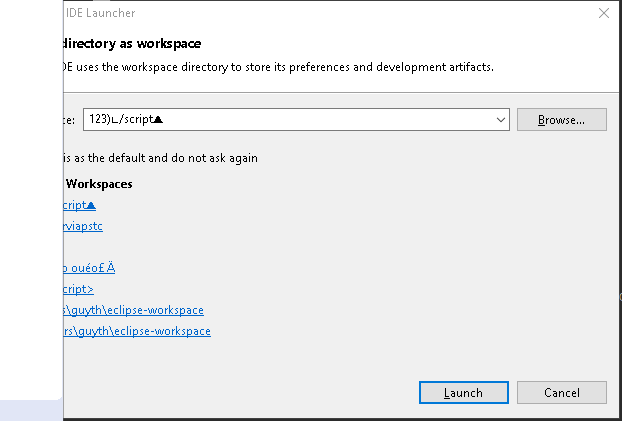 IDE Launcher
directory as workspace
DE uses the workspace directory to store its preferences and development artifacts.
ce: 123)ட/script▲ Browse...
is as the default and do not ask again
Workspaces
cript▲
rviapstc
o ouéo£ Ä
cript>
s\guyth\eclipse-workspace
rs\guyth\eclipse-workspace
Launch Cancel